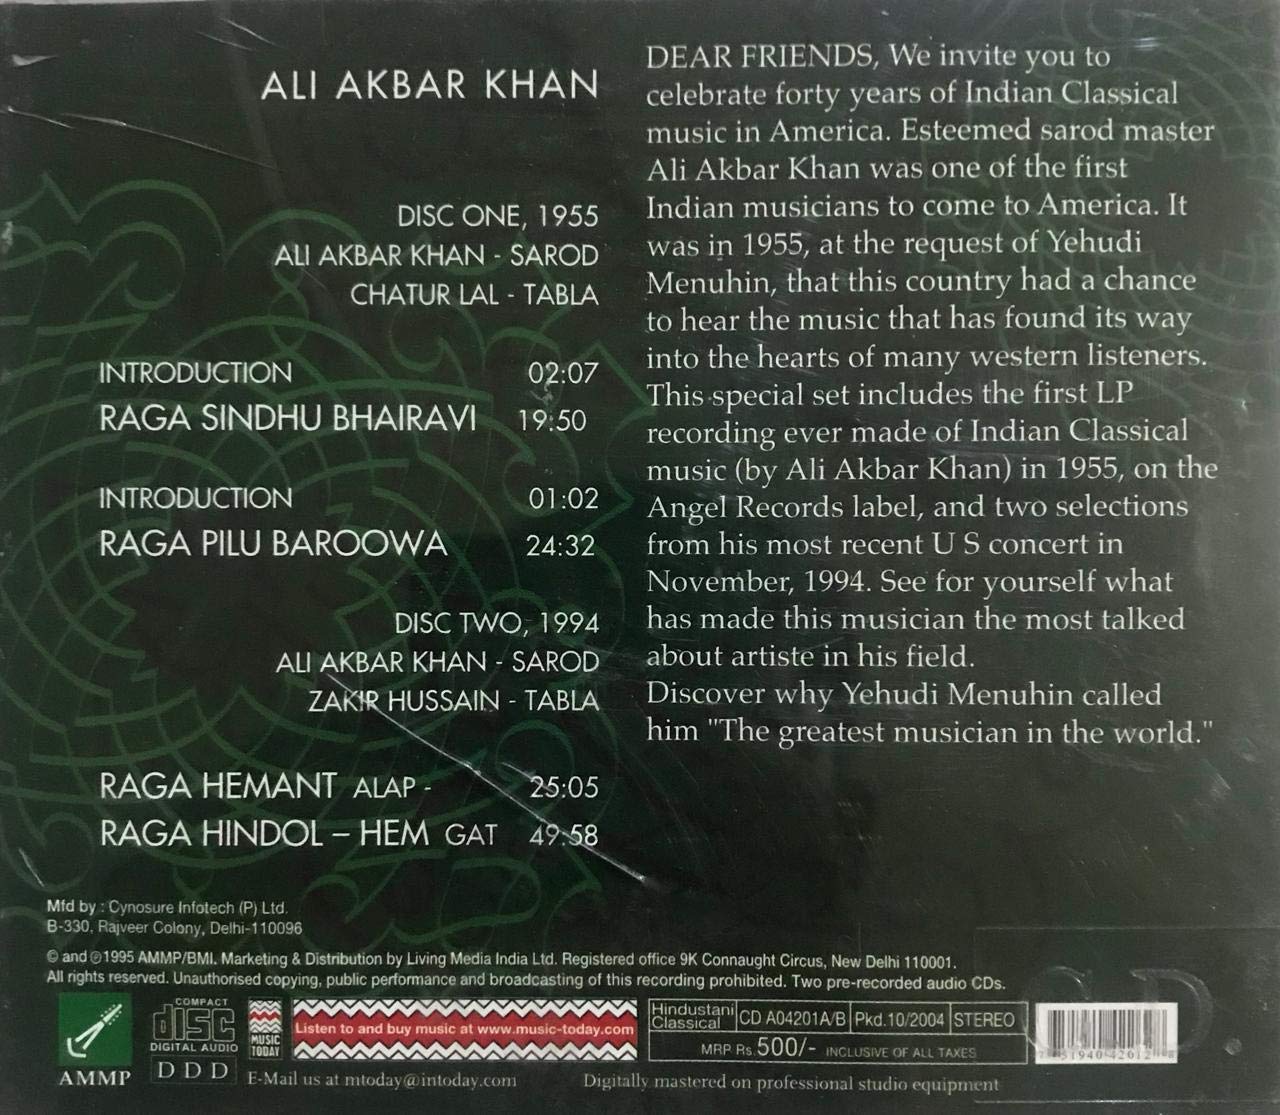 ALI AKBAR KHAN
DISC ONE, 1955
ALI AKBAR KHAN - SAROD
CHATUR LAL - TABLA
INTRODUCTION 02:07
RAGA SINDHU BHAIRAVI 19:50
INTRODUCTION 01:02
RAGA PILU BAROOWA 24:32
DISC TWO, 1994
ALI AKBAR KHAN - SAROD
ZAKIR HUSSAIN - TABLA
RAGA HEMANT ALAP - 25:05
RAGA HINDOL – HEM GAT 49:58
DEAR FRIENDS, We invite you to
celebrate forty years of Indian Classical
music in America. Esteemed sarod master
Ali Akbar Khan was one of the first
Indian musicians to come to America. It
was in 1955, at the request of Yehudi
Menuhin, that this country had a chance
to hear the music that has found its way
into the hearts of many western listeners.
This special set includes the first LP
recording ever made of Indian Classical
music (by Ali Akbar Khan) in 1955, on the
Angel Records label, and two selections
from his most recent U S concert in
November, 1994. See for yourself what
has made this musician the most talked
about artiste in his field.
Discover why Yehudi Menuhin called
him "The greatest musician in the world."
Mfd by : Cynosure Infotech (P) Ltd.
B-330, Rajveer Colony, Delhi-110096
© and ℗1995 AMMP/BMI. Marketing & Distribution by Living Media India Ltd. Registered office 9K Connaught Circus, New Delhi 110001.
All rights reserved. Unauthorised copying, public performance and broadcasting of this recording prohibited. Two pre-recorded audio CDs.
AMMP
COMPACT
disc
DIGITAL AUDIO
DDD
MUSIC
TODAY
Listen to and buy music at www.music-today.com
Hindustani
Classical
CD A04201A/B
Pkd.10/2004
STEREO
MRP Rs.500/- INCLUSIVE OF ALL TAXES
E-Mail us at mtoday@intoday.com
Digitally mastered on professional studio equipment
CD